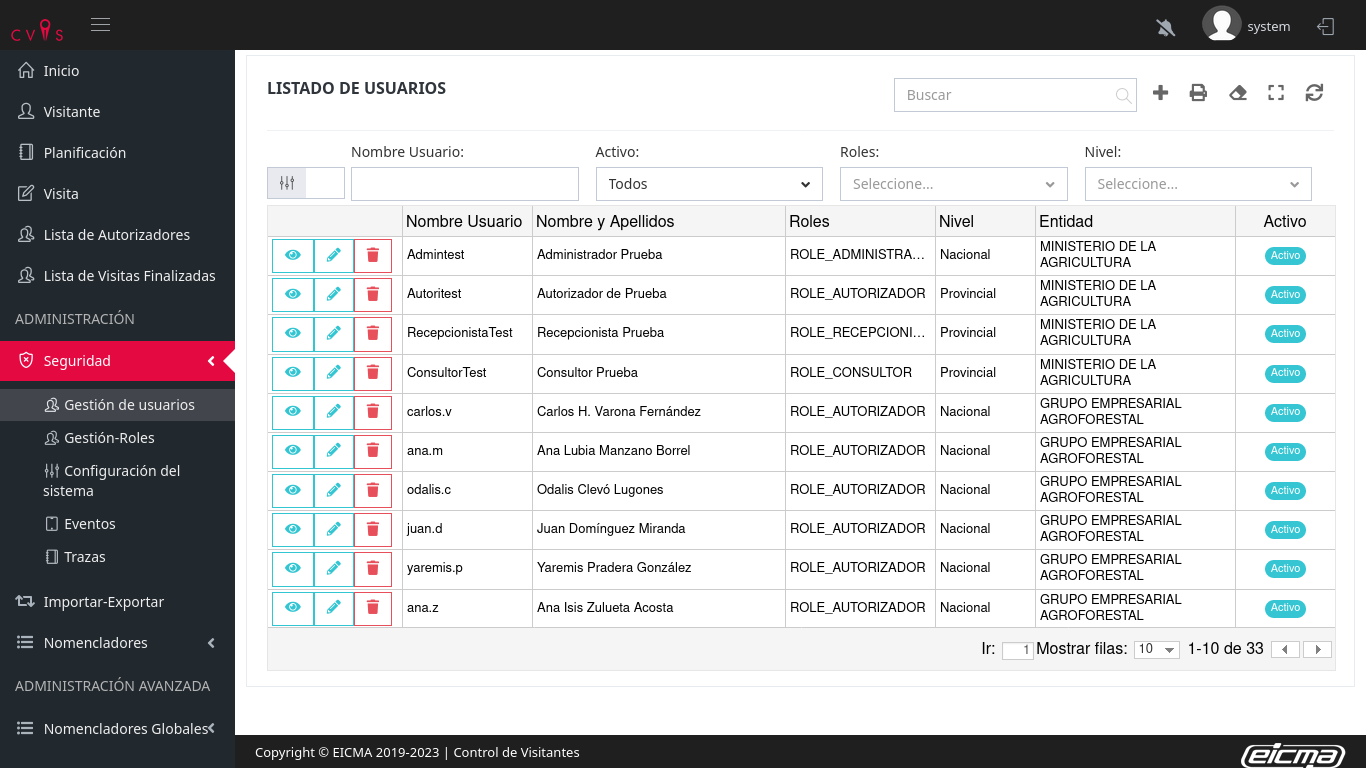 CVIS
system
Inicio
Visitante
Planificación
Visita
Lista de Autorizadores
Lista de Visitas Finalizadas
ADMINISTRACIÓN
Seguridad
Gestión de usuarios
Gestión-Roles
Configuración del
sistema
Eventos
Trazas
Importar-Exportar
Nomencladores
ADMINISTRACIÓN AVANZADA
Nomencladores Globales
LISTADO DE USUARIOS
Buscar
Nombre Usuario: Activo: Roles: Nivel:
Todos Seleccione... Seleccione...
Nombre Usuario Nombre y Apellidos Roles Nivel Entidad Activo
Admintest Administrador Prueba ROLE_ADMINISTRA... Nacional MINISTERIO DE LA Activo
AGRICULTURA
Autoritest Autorizador de Prueba ROLE_AUTORIZADOR Provincial MINISTERIO DE LA Activo
AGRICULTURA
RecepcionistaTest Recepcionista Prueba ROLE_RECEPCIONI... Provincial MINISTERIO DE LA Activo
AGRICULTURA
ConsultorTest Consultor Prueba ROLE_CONSULTOR Provincial MINISTERIO DE LA Activo
AGRICULTURA
carlos.v Carlos H. Varona Fernández ROLE_AUTORIZADOR Nacional GRUPO EMPRESARIAL Activo
AGROFORESTAL
ana.m Ana Lubia Manzano Borrel ROLE_AUTORIZADOR Nacional GRUPO EMPRESARIAL Activo
AGROFORESTAL
odalis.c Odalis Clevó Lugones ROLE_AUTORIZADOR Nacional GRUPO EMPRESARIAL Activo
AGROFORESTAL
juan.d Juan Domínguez Miranda ROLE_AUTORIZADOR Nacional GRUPO EMPRESARIAL Activo
AGROFORESTAL
yaremis.p Yaremis Pradera González ROLE_AUTORIZADOR Nacional GRUPO EMPRESARIAL Activo
AGROFORESTAL
ana.z Ana Isis Zulueta Acosta ROLE_AUTORIZADOR Nacional GRUPO EMPRESARIAL Activo
AGROFORESTAL
Ir: 1 Mostrar filas: 10 1-10 de 33
Copyright © EICMA 2019-2023 | Control de Visitantes
eicma